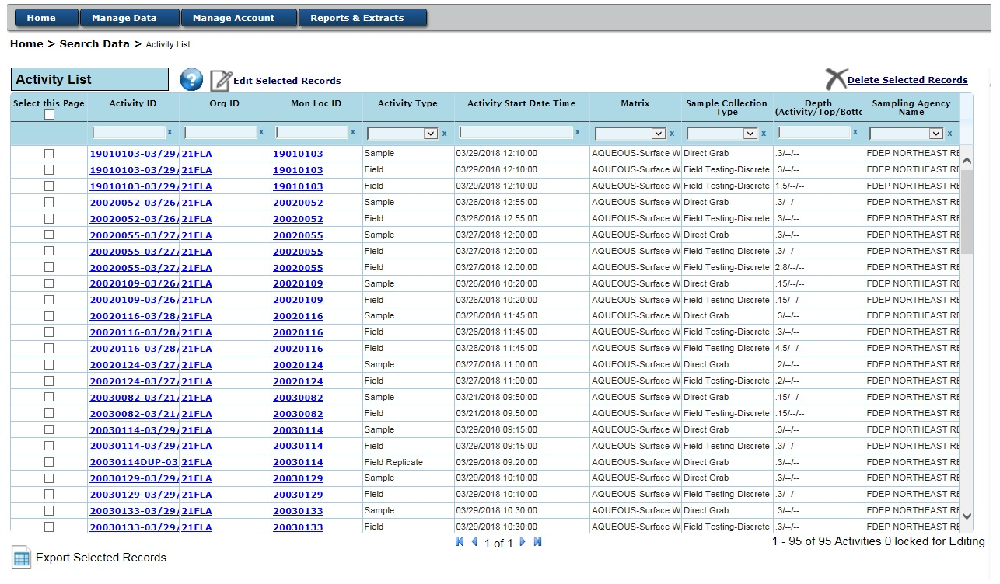 Home Manage Data Manage Account Reports & Extracts
Home > Search Data > Activity List
Activity List ? Edit Selected Records Delete Selected Records
Select this Page Activity ID Org ID Mon Loc ID Activity Type Activity Start Date Time Matrix Sample Collection Type Depth (Activity/Top/Botto Sampling Agency Name
x x x x x x x x x
19010103-03/29/ 21FLA 19010103 Sample 03/29/2018 12:10:00 AQUEOUS-Surface W Direct Grab .3/--/-- FDEP NORTHEAST RE
19010103-03/29/ 21FLA 19010103 Field 03/29/2018 12:10:00 AQUEOUS-Surface W Field Testing-Discrete .3/--/-- FDEP NORTHEAST RE
19010103-03/29/ 21FLA 19010103 Field 03/29/2018 12:10:00 AQUEOUS-Surface W Field Testing-Discrete 1.5/--/-- FDEP NORTHEAST RE
20020052-03/26/ 21FLA 20020052 Sample 03/26/2018 12:55:00 AQUEOUS-Surface W Direct Grab .3/--/-- FDEP NORTHEAST RE
20020052-03/26/ 21FLA 20020052 Field 03/26/2018 12:55:00 AQUEOUS-Surface W Field Testing-Discrete .3/--/-- FDEP NORTHEAST RE
20020055-03/27/ 21FLA 20020055 Sample 03/27/2018 12:00:00 AQUEOUS-Surface W Direct Grab .3/--/-- FDEP NORTHEAST RE
20020055-03/27/ 21FLA 20020055 Field 03/27/2018 12:00:00 AQUEOUS-Surface W Field Testing-Discrete .3/--/-- FDEP NORTHEAST RE
20020055-03/27/ 21FLA 20020055 Field 03/27/2018 12:00:00 AQUEOUS-Surface W Field Testing-Discrete 2.8/--/-- FDEP NORTHEAST RE
20020109-03/26/ 21FLA 20020109 Sample 03/26/2018 10:20:00 AQUEOUS-Surface W Direct Grab .15/--/-- FDEP NORTHEAST RE
20020109-03/26/ 21FLA 20020109 Field 03/26/2018 10:20:00 AQUEOUS-Surface W Field Testing-Discrete .15/--/-- FDEP NORTHEAST RE
20020116-03/28/ 21FLA 20020116 Sample 03/28/2018 11:45:00 AQUEOUS-Surface W Direct Grab .3/--/-- FDEP NORTHEAST RE
20020116-03/28/ 21FLA 20020116 Field 03/28/2018 11:45:00 AQUEOUS-Surface W Field Testing-Discrete .3/--/-- FDEP NORTHEAST RE
20020116-03/28/ 21FLA 20020116 Field 03/28/2018 11:45:00 AQUEOUS-Surface W Field Testing-Discrete 4.5/--/-- FDEP NORTHEAST RE
20020124-03/27/ 21FLA 20020124 Sample 03/27/2018 11:00:00 AQUEOUS-Surface W Direct Grab .2/--/-- FDEP NORTHEAST RE
20020124-03/27/ 21FLA 20020124 Field 03/27/2018 11:00:00 AQUEOUS-Surface W Field Testing-Discrete .2/--/-- FDEP NORTHEAST RE
20030082-03/21/ 21FLA 20030082 Sample 03/21/2018 09:50:00 AQUEOUS-Surface W Direct Grab .15/--/-- FDEP NORTHEAST RE
20030082-03/21/ 21FLA 20030082 Field 03/21/2018 09:50:00 AQUEOUS-Surface W Field Testing-Discrete .15/--/-- FDEP NORTHEAST RE
20030114-03/29/ 21FLA 20030114 Sample 03/29/2018 09:15:00 AQUEOUS-Surface W Direct Grab .3/--/-- FDEP NORTHEAST RE
20030114-03/29/ 21FLA 20030114 Field 03/29/2018 09:15:00 AQUEOUS-Surface W Field Testing-Discrete .3/--/-- FDEP NORTHEAST RE
20030114DUP-03 21FLA 20030114 Field Replicate 03/29/2018 09:20:00 AQUEOUS-Surface W Direct Grab .3/--/-- FDEP NORTHEAST RE
20030129-03/29/ 21FLA 20030129 Sample 03/29/2018 10:10:00 AQUEOUS-Surface W Direct Grab .3/--/-- FDEP NORTHEAST RE
20030129-03/29/ 21FLA 20030129 Field 03/29/2018 10:10:00 AQUEOUS-Surface W Field Testing-Discrete .3/--/-- FDEP NORTHEAST RE
20030133-03/29/ 21FLA 20030133 Sample 03/29/2018 10:30:00 AQUEOUS-Surface W Direct Grab .3/--/-- FDEP NORTHEAST RE
20030133-03/29/ 21FLA 20030133 Field 03/29/2018 10:30:00 AQUEOUS-Surface W Field Testing-Discrete .3/--/-- FDEP NORTHEAST RE
1 of 1 1 - 95 of 95 Activities 0 locked for Editing
Export Selected Records